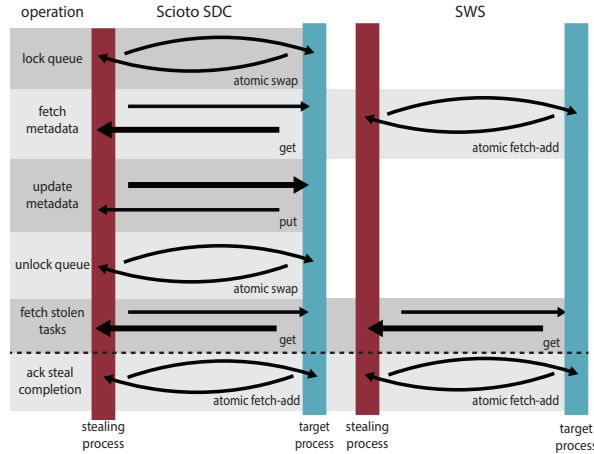 operation
Scioto SDC
SWS
lock queue
atomic swap
fetch
metadata
get
atomic fetch-add
update
metadata
put
unlock queue
atomic swap
fetch stolen
tasks
get
get
ack steal
completion
atomic fetch-add
atomic fetch-add
stealing
process
target
process
stealing
process
target
process